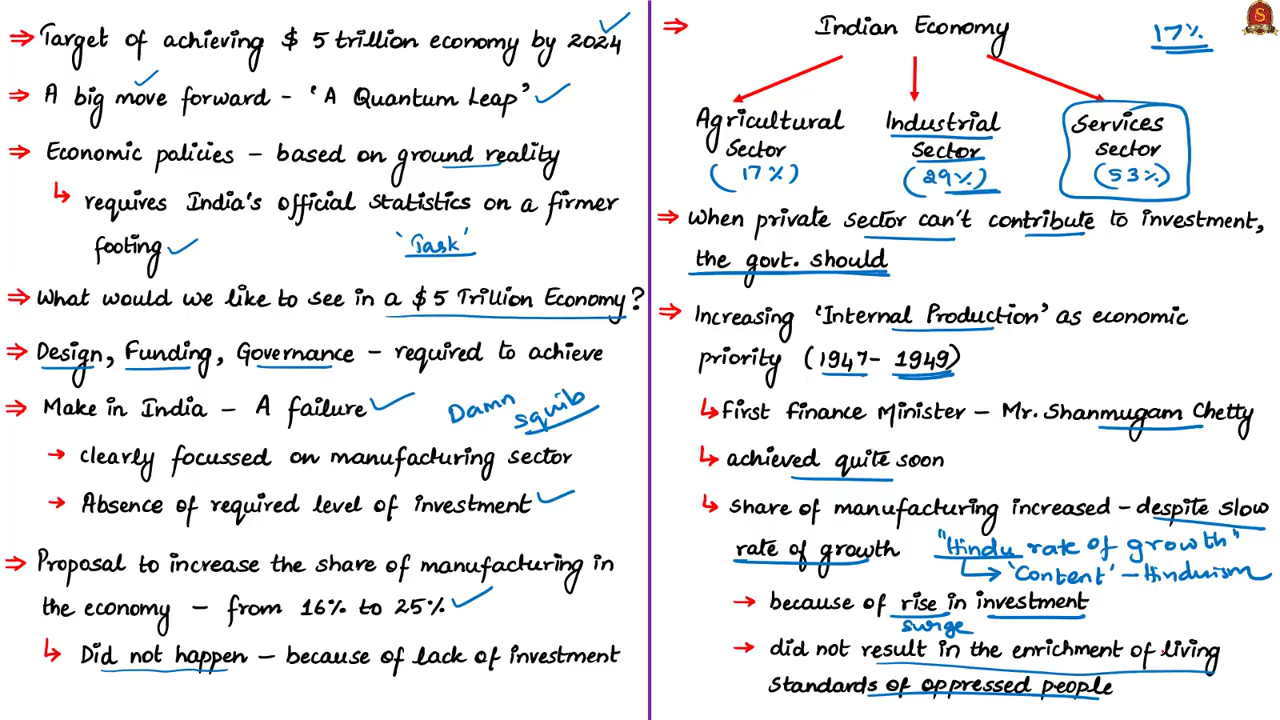 ⇒ Target of achieving $ 5 trillion economy by 2024
⇒ A big move forward - 'A Quantum Leap'
⇒ Economic policies - based on ground reality
↳ requires India's official statistics on a firmer
footing
'Task'
⇒ What would we like to see in a $ 5 Trillion Economy?
⇒ Design, Funding, Governance - required to achieve
⇒ Make in India - A failure
Damn
squib
→ clearly focussed on manufacturing sector
→ Absence of required level of investment
⇒ Proposal to increase the share of manufacturing in
the economy - from 16% to 25%
↳ Did not happen - because of lack of investment
⇒ Indian Economy
17%
Agricultural
Sector
(17%)
Industrial
Sector
(29%)
Services
Sector
(53%)
⇒ When private sector can't contribute to investment,
the govt. should
⇒ Increasing 'Internal Production' as economic
priority (1947- 1949)
↳ First Finance Minister - Mr. Shanmugam Chetty
↳ achieved quite soon
↳ Share of manufacturing increased - despite slow
rate of growth
"Hindu rate of growth"
↳ 'Content' - Hinduism
→ because of rise in investment
surge
→ did not result in the enrichment of living
standards of oppressed people
S